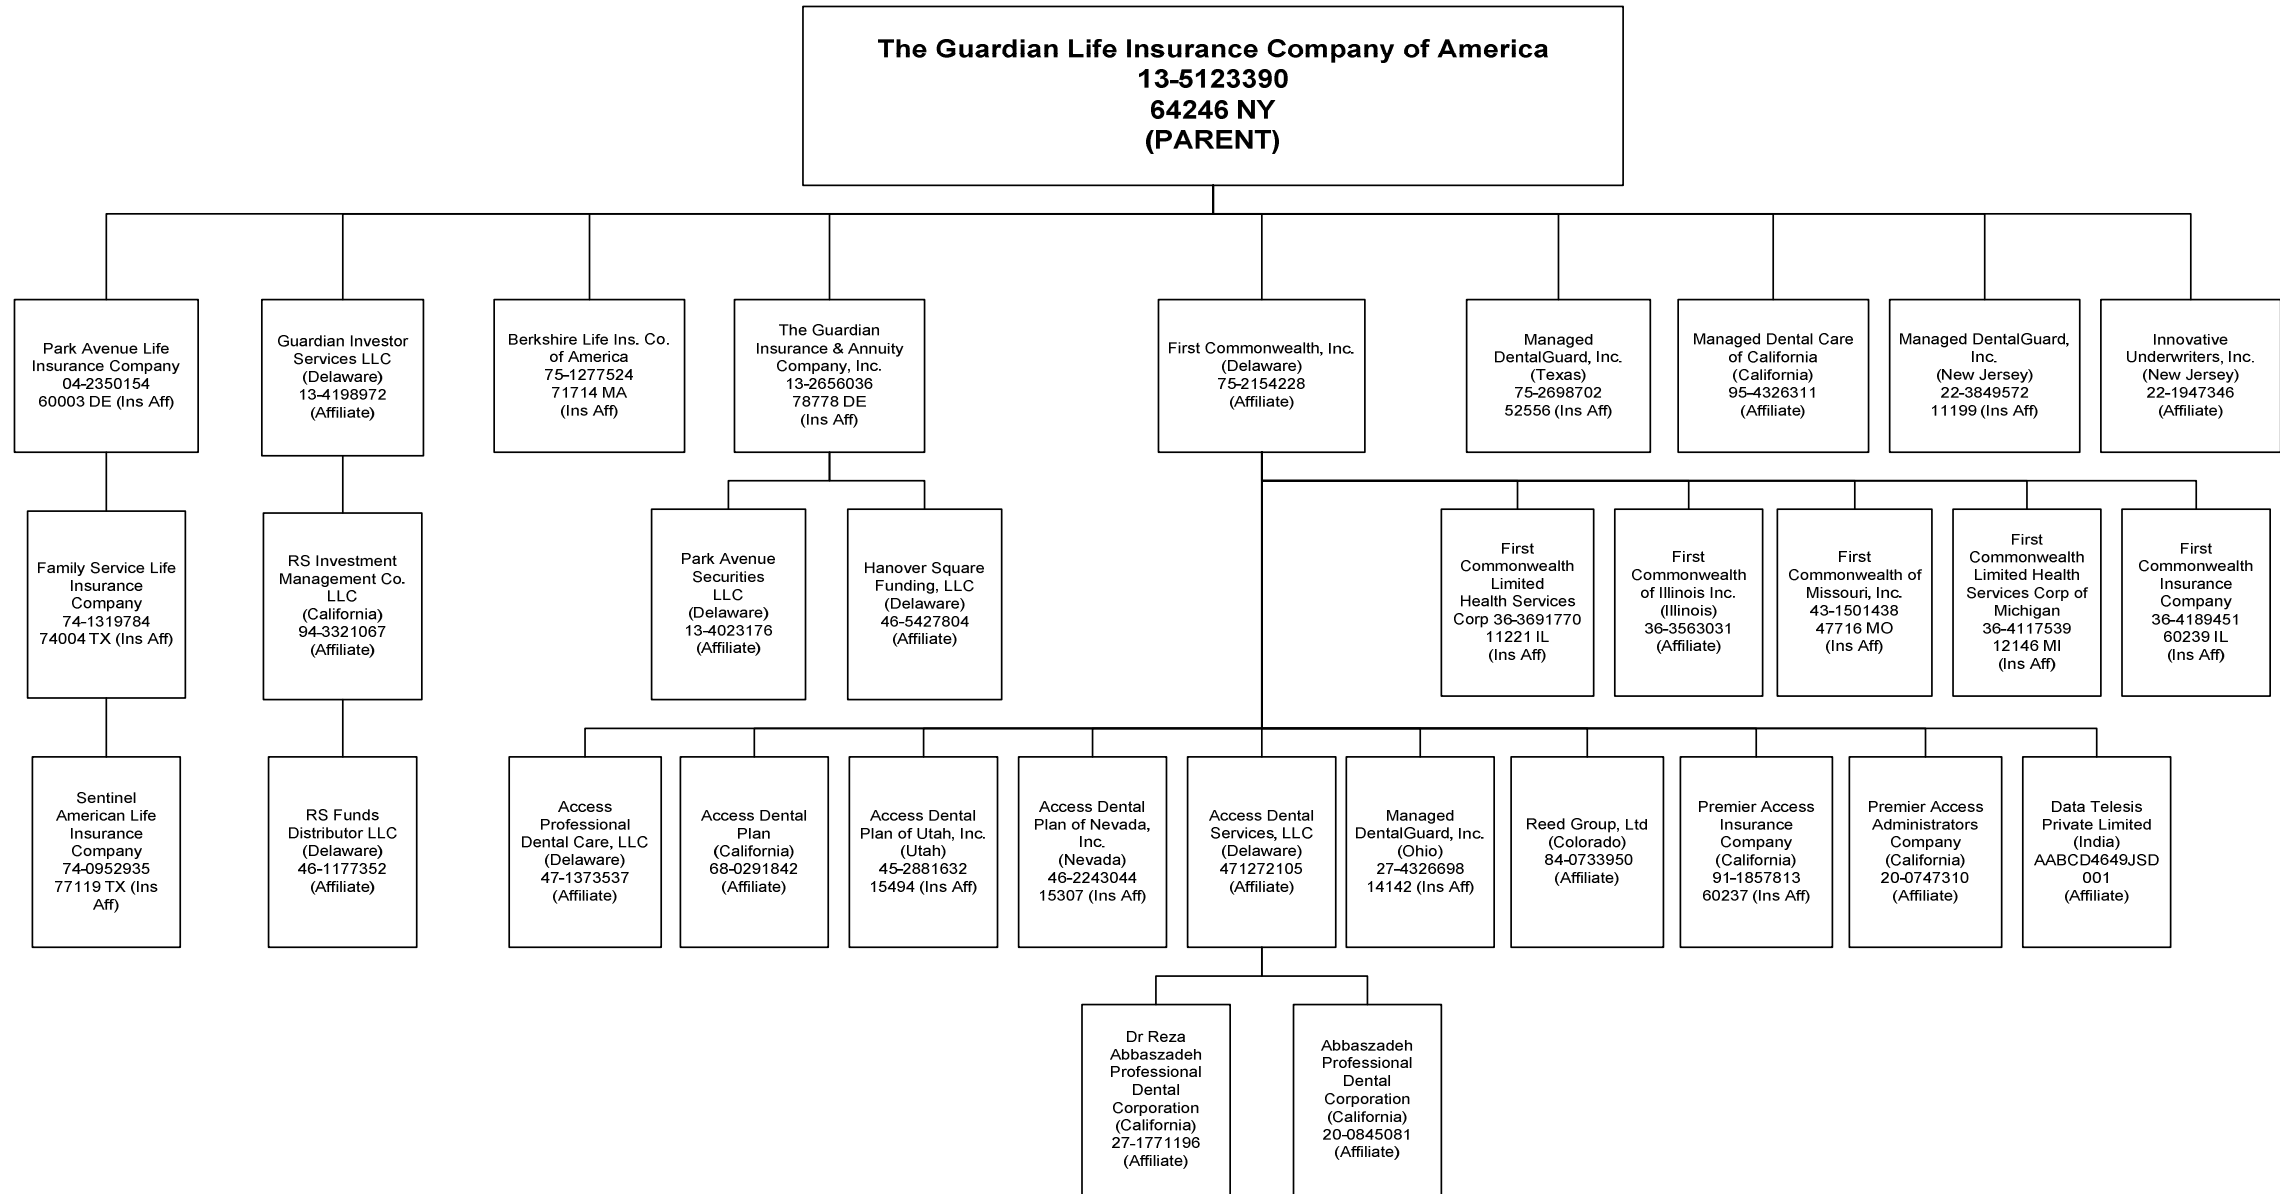 The Guardian Life Insurance Company of America
13-5123390
64246 NY
(PARENT)
Park Avenue Life
Insurance Company
04-2350154
60003 DE (Ins Aff)
Guardian Investor
Services LLC
(Delaware)
13-4198972
(Affiliate)
Berkshire Life Ins. Co.
of America
75-1277524
71714 MA
(Ins Aff)
The Guardian
Insurance & Annuity
Company, Inc.
13-2656036
78778 DE
(Ins Aff)
First Commonwealth, Inc.
(Delaware)
75-2154228
(Affiliate)
Managed
DentalGuard, Inc.
(Texas)
75-2698702
52556 (Ins Aff)
Managed Dental Care
of California
(California)
95-4326311
(Affiliate)
Managed DentalGuard,
Inc.
(New Jersey)
22-3849572
11199 (Ins Aff)
Innovative
Underwriters, Inc.
(New Jersey)
22-1947346
(Affiliate)
Family Service Life
Insurance
Company
74-1319784
74004 TX (Ins Aff)
RS Investment
Management Co.
LLC
(California)
94-3321067
(Affiliate)
Park Avenue
Securities
LLC
(Delaware)
13-4023176
(Affiliate)
Hanover Square
Funding, LLC
(Delaware)
46-5427804
(Affiliate)
First
Commonwealth
Limited
Health Services
Corp 36-3691770
11221 IL
(Ins Aff)
First
Commonwealth
of Illinois Inc.
(Illinois)
36-3563031
(Affiliate)
First
Commonwealth of
Missouri, Inc.
43-1501438
47716 MO
(Ins Aff)
First
Commonwealth
Limited Health
Services Corp of
Michigan
36-4117539
12146 MI
(Ins Aff)
First
Commonwealth
Insurance
Company
36-4189451
60239 IL
(Ins Aff)
Sentinel
American Life
Insurance
Company
74-0952935
77119 TX (Ins
Aff)
RS Funds
Distributor LLC
(Delaware)
46-1177352
(Affiliate)
Access
Professional
Dental Care, LLC
(Delaware)
47-1373537
(Affiliate)
Access Dental
Plan
(California)
68-0291842
(Affiliate)
Access Dental
Plan of Utah, Inc.
(Utah)
45-2881632
15494 (Ins Aff)
Access Dental
Plan of Nevada,
Inc.
(Nevada)
46-2243044
15307 (Ins Aff)
Access Dental
Services, LLC
(Delaware)
471272105
(Affiliate)
Managed
DentalGuard, Inc.
(Ohio)
27-4326698
14142 (Ins Aff)
Reed Group, Ltd
(Colorado)
84-0733950
(Affiliate)
Premier Access
Insurance
Company
(California)
91-1857813
60237 (Ins Aff)
Premier Access
Administrators
Company
(California)
20-0747310
(Affiliate)
Data Telesis
Private Limited
(India)
AABCD4649JSD
001
(Affiliate)
Dr Reza
Abbaszadeh
Professional
Dental
Corporation
(California)
27-1771196
(Affiliate)
Abbaszadeh
Professional
Dental
Corporation
(California)
20-0845081
(Affiliate)